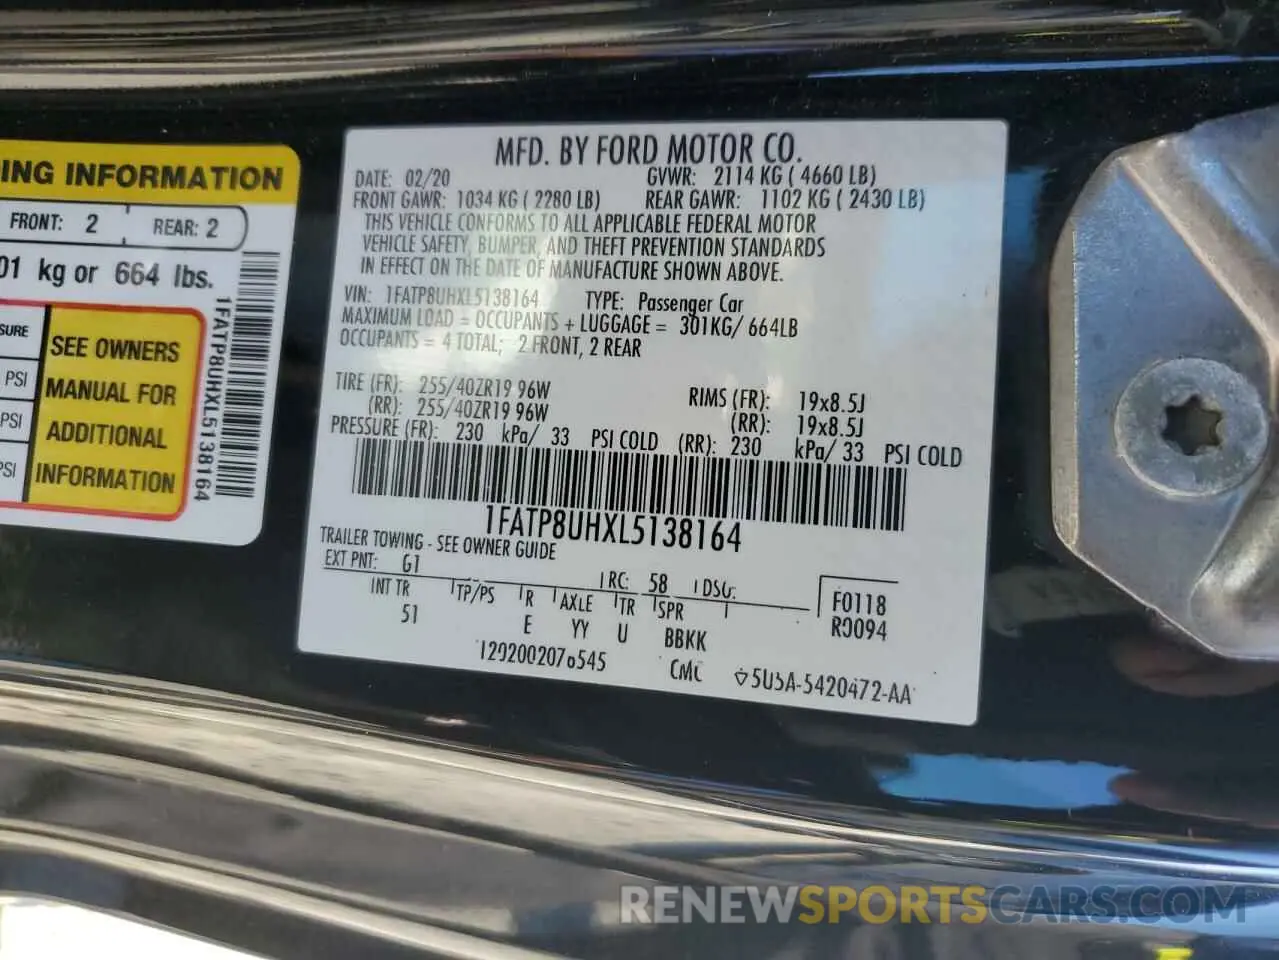 ING INFORMATION
FRONT: 2 REAR: 2
01 kg or 664 lbs.
SURE
PSI
PSI
PSI
SEE OWNERS
MANUAL FOR
ADDITIONAL
INFORMATION
1FATP8UHXL5138164
MFD. BY FORD MOTOR CO.
DATE: 02/20 GVWR: 2114 KG ( 4660 LB)
FRONT GAWR: 1034 KG ( 2280 LB) REAR GAWR: 1102 KG ( 2430 LB)
THIS VEHICLE CONFORMS TO ALL APPLICABLE FEDERAL MOTOR
VEHICLE SAFETY, BUMPER, AND THEFT PREVENTION STANDARDS
IN EFFECT ON THE DATE OF MANUFACTURE SHOWN ABOVE.
VIN: 1FATP8UHXL5138164 TYPE: Passenger Car
MAXIMUM LOAD = OCCUPANTS + LUGGAGE = 301KG/ 664LB
OCCUPANTS = 4 TOTAL; 2 FRONT, 2 REAR
TIRE (FR): 255/40ZR19 96W RIMS (FR): 19x8.5J
(RR): 255/40ZR19 96W (RR): 19x8.5J
PRESSURE (FR): 230 kPa/ 33 PSI COLD (RR): 230 kPa/ 33 PSI COLD
1FATP8UHXL5138164
TRAILER TOWING - SEE OWNER GUIDE
EXT PNT: G1 RC: 58 DSO:
INT TR TP/PS R AXLE TR SPR
51 E YY U BBKK
F0118
R0094
CMC
RENEWSPORTSCARS.COM